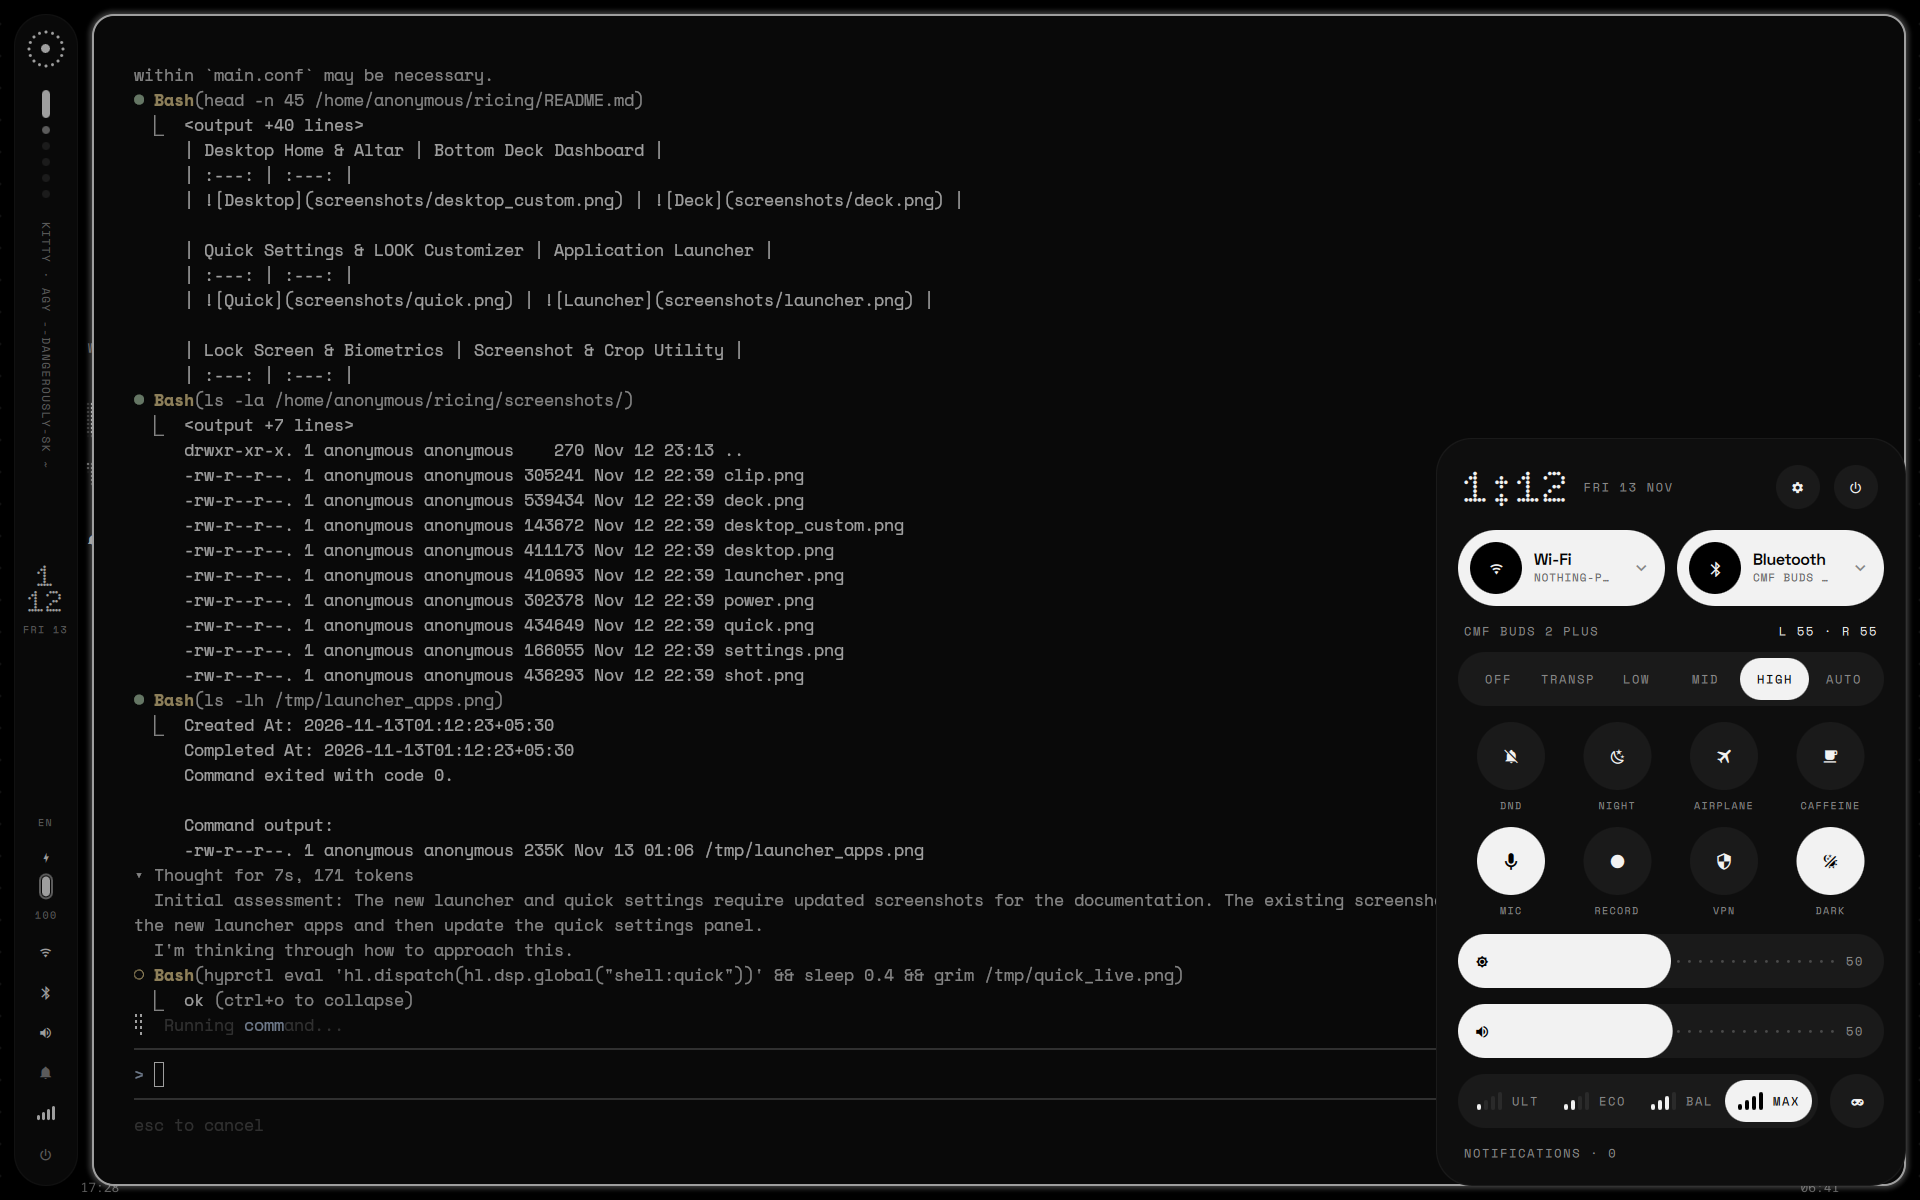 KITTY · AGY --DANGEROUSLY-SK
1
12
FRI 13
EN
100
within `main.conf` may be necessary.
● Bash(head -n 45 /home/anonymous/ricing/README.md)
<output +40 lines>
| Desktop Home & Altar | Bottom Deck Dashboard |
| :---: | :---: |
| ![Desktop](screenshots/desktop_custom.png) | ![Deck](screenshots/deck.png) |
| Quick Settings & LOOK Customizer | Application Launcher |
| :---: | :---: |
| ![Quick](screenshots/quick.png) | ![Launcher](screenshots/launcher.png) |
| Lock Screen & Biometrics | Screenshot & Crop Utility |
| :---: | :---: |
● Bash(ls -la /home/anonymous/ricing/screenshots/)
<output +7 lines>
drwxr-xr-x. 1 anonymous anonymous    270 Nov 12 23:13 ..
-rw-r--r--. 1 anonymous anonymous 305241 Nov 12 22:39 clip.png
-rw-r--r--. 1 anonymous anonymous 539434 Nov 12 22:39 deck.png
-rw-r--r--. 1 anonymous anonymous 143672 Nov 12 22:39 desktop_custom.png
-rw-r--r--. 1 anonymous anonymous 411173 Nov 12 22:39 desktop.png
-rw-r--r--. 1 anonymous anonymous 410693 Nov 12 22:39 launcher.png
-rw-r--r--. 1 anonymous anonymous 302378 Nov 12 22:39 power.png
-rw-r--r--. 1 anonymous anonymous 434649 Nov 12 22:39 quick.png
-rw-r--r--. 1 anonymous anonymous 166055 Nov 12 22:39 settings.png
-rw-r--r--. 1 anonymous anonymous 436293 Nov 12 22:39 shot.png
● Bash(ls -lh /tmp/launcher_apps.png)
Created At: 2026-11-13T01:12:23+05:30
Completed At: 2026-11-13T01:12:23+05:30
Command exited with code 0.
Command output:
-rw-r--r--. 1 anonymous anonymous 235K Nov 13 01:06 /tmp/launcher_apps.png
▾ Thought for 7s, 171 tokens
Initial assessment: The new launcher and quick settings require updated screenshots for the documentation. The existing screensh
the new launcher apps and then update the quick settings panel.
I'm thinking through how to approach this.
○ Bash(hyprctl eval 'hl.dispatch(hl.dsp.global("shell:quick"))' && sleep 0.4 && grim /tmp/quick_live.png)
ok (ctrl+o to collapse)
Running command...
>
esc to cancel
1:12 FRI 13 NOV
Wi-Fi
NOTHING-P…
Bluetooth
CMF BUDS …
CMF BUDS 2 PLUS L 55 · R 55
OFF TRANSP LOW MID HIGH AUTO
DND NIGHT AIRPLANE CAFFEINE
MIC RECORD VPN DARK
50
50
ULT ECO BAL MAX
NOTIFICATIONS · 0
17:28
06:41